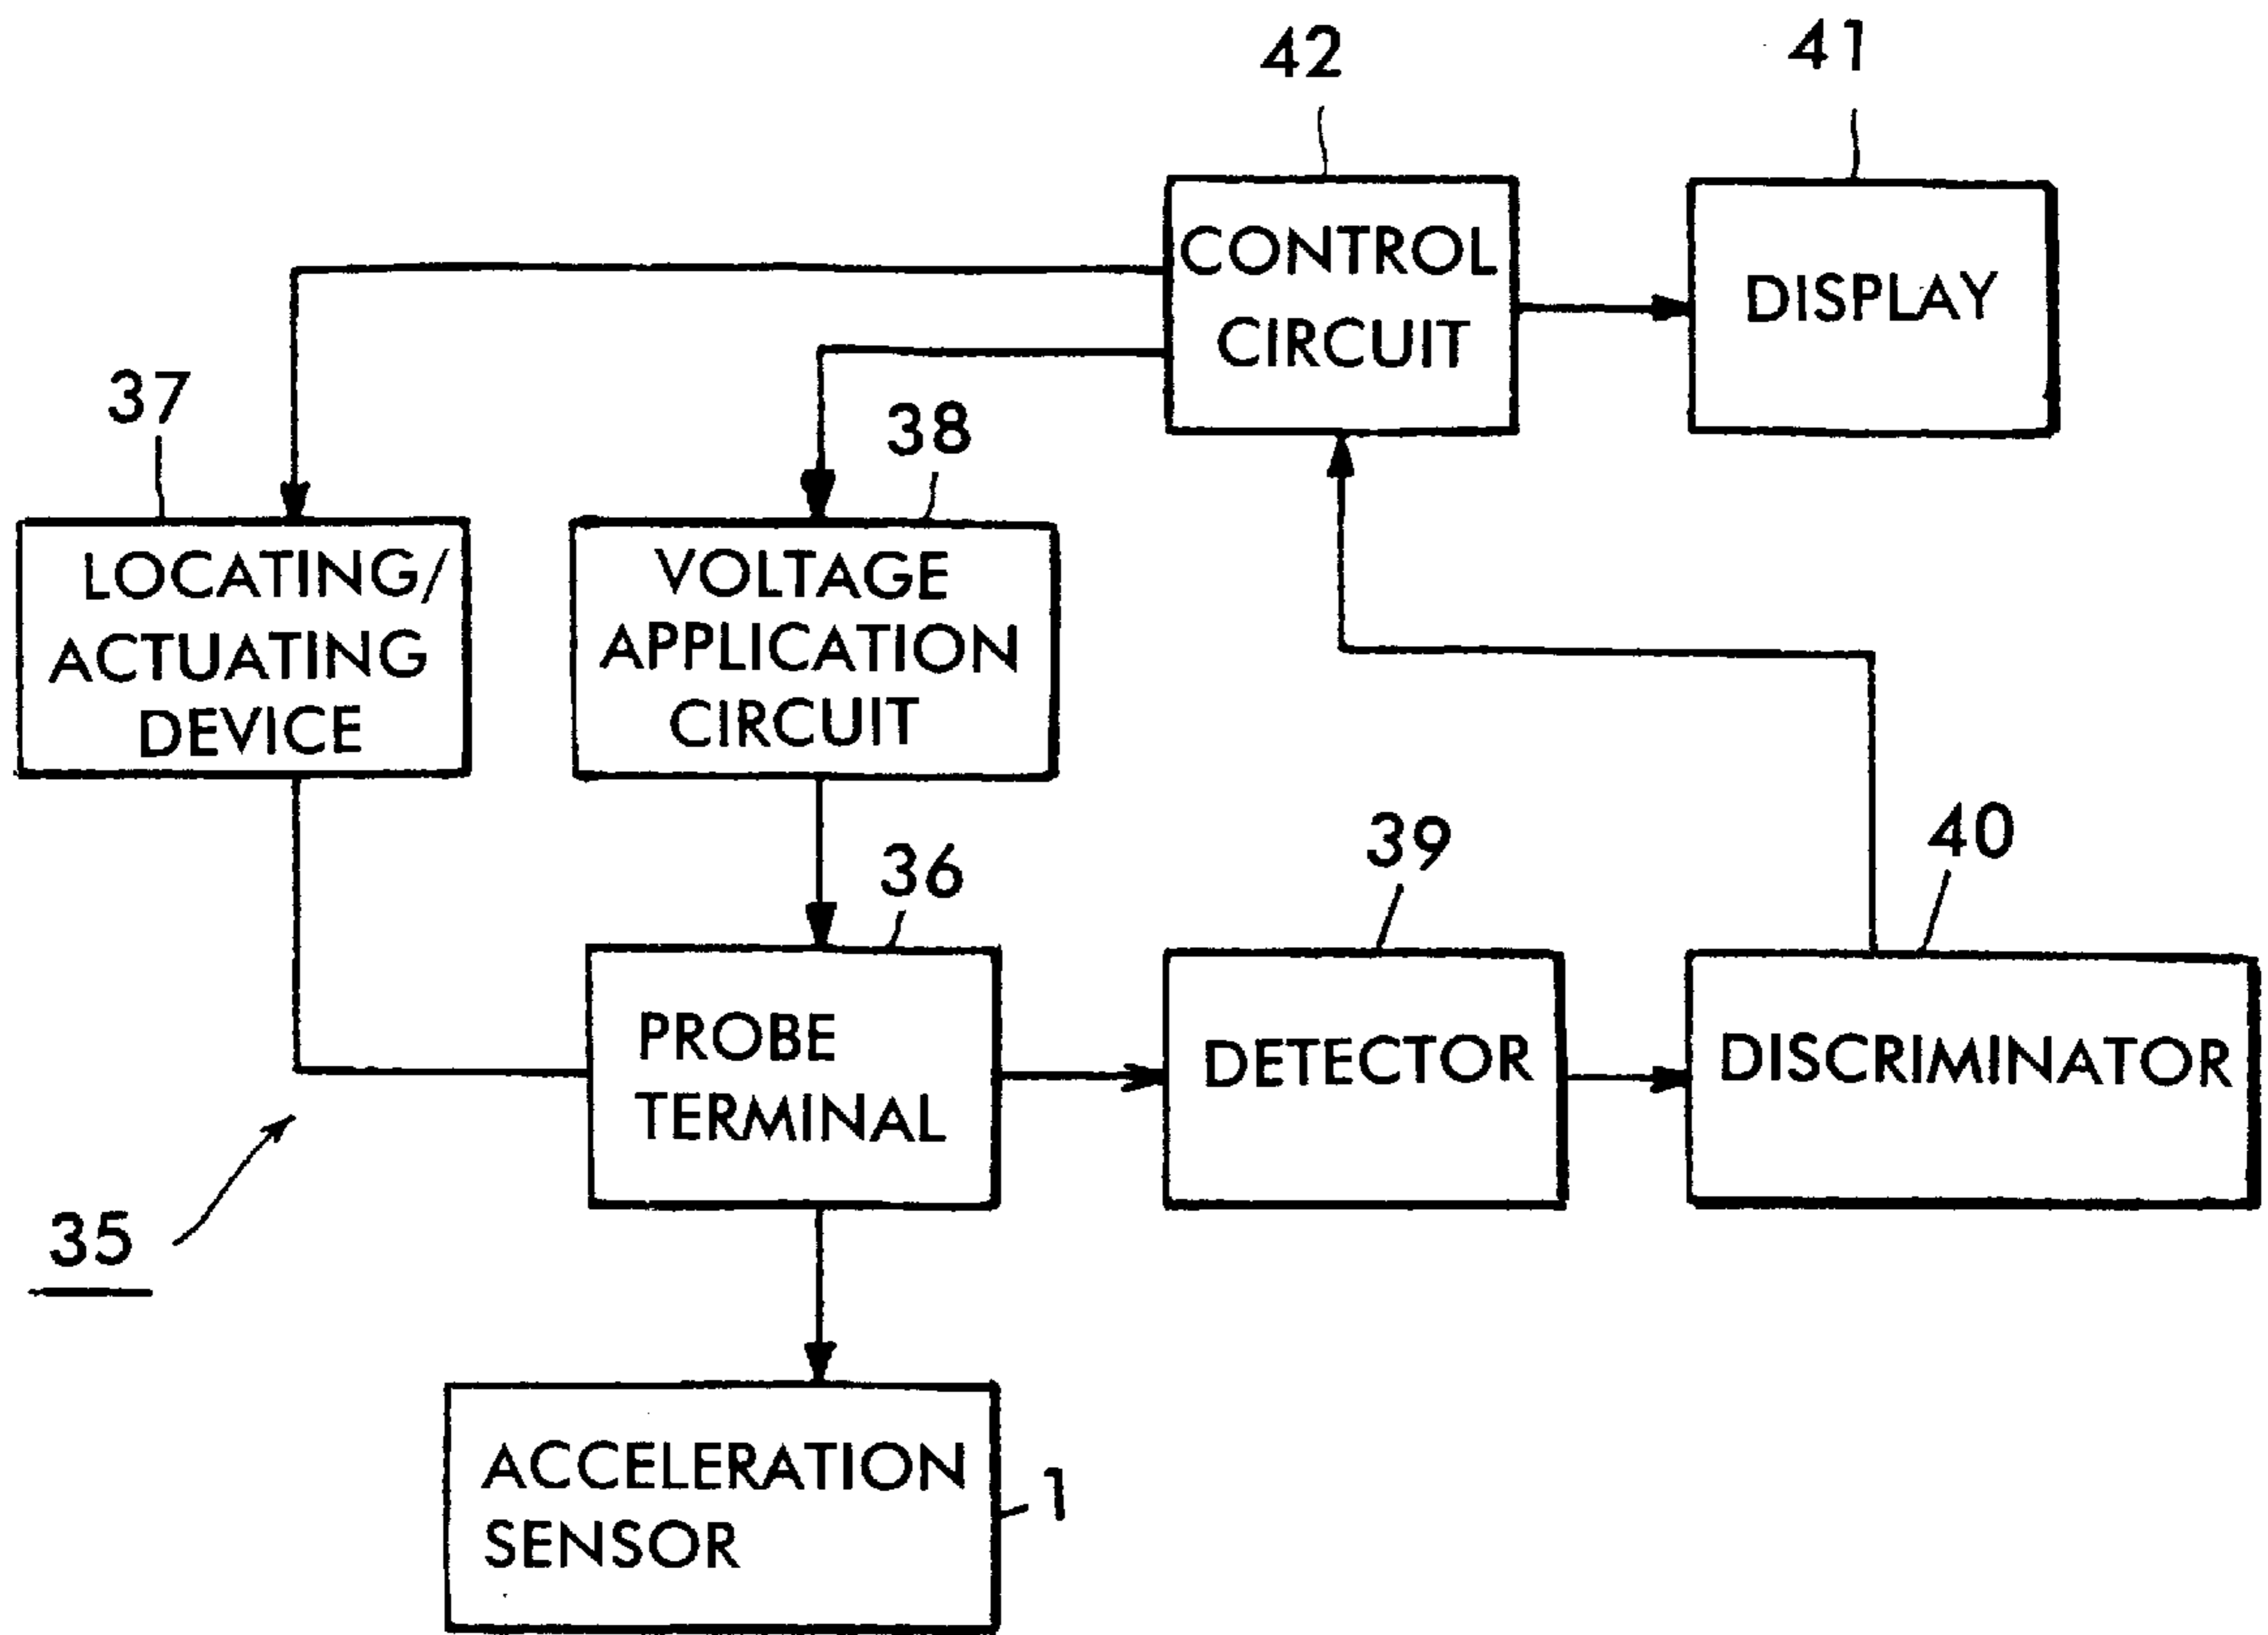 42
41
CONTROL
CIRCUIT
DISPLAY
37
38
LOCATING/
ACTUATING
DEVICE
VOLTAGE
APPLICATION
CIRCUIT
36
39
40
PROBE
TERMINAL
DETECTOR
DISCRIMINATOR
35
ACCELERATION
SENSOR
1